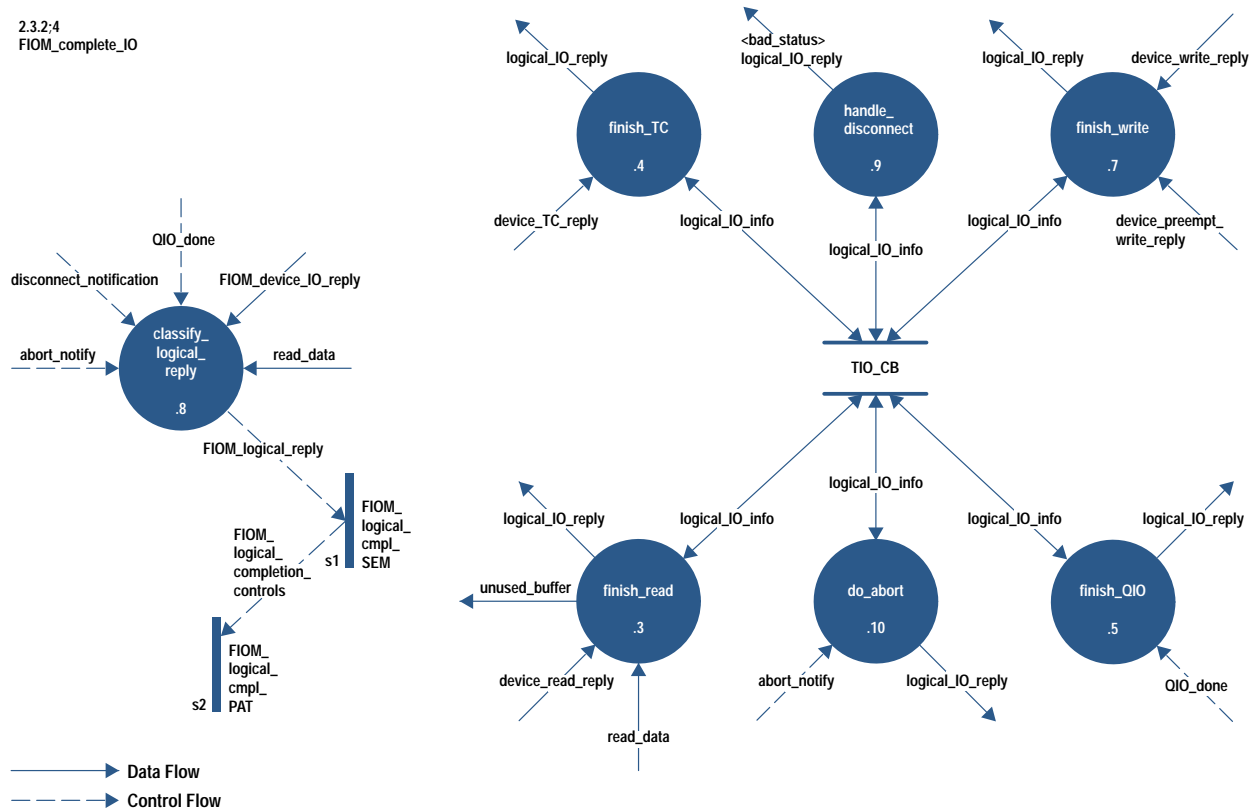 2.3.2;4
FIOM_complete_IO
logical_IO_reply
<bad_status>
logical_IO_reply
logical_IO_reply
device_write_reply
finish_TC
.4
handle_
disconnect
.9
finish_write
.7
device_TC_reply
logical_IO_info
logical_IO_info
logical_IO_info
device_preempt_
write_reply
QIO_done
disconnect_notification
FIOM_device_IO_reply
classify_
logical_
reply
.8
abort_notify
read_data
TIO_CB
FIOM_logical_reply
FIOM_
logical_
cmpl_
SEM
s1
FIOM_
logical_
completion_
controls
FIOM_
logical_
cmpl_
PAT
s2
logical_IO_reply
logical_IO_info
logical_IO_info
logical_IO_info
logical_IO_reply
unused_buffer
finish_read
.3
do_abort
.10
finish_QIO
.5
device_read_reply
read_data
abort_notify
logical_IO_reply
QIO_done
Data Flow
Control Flow